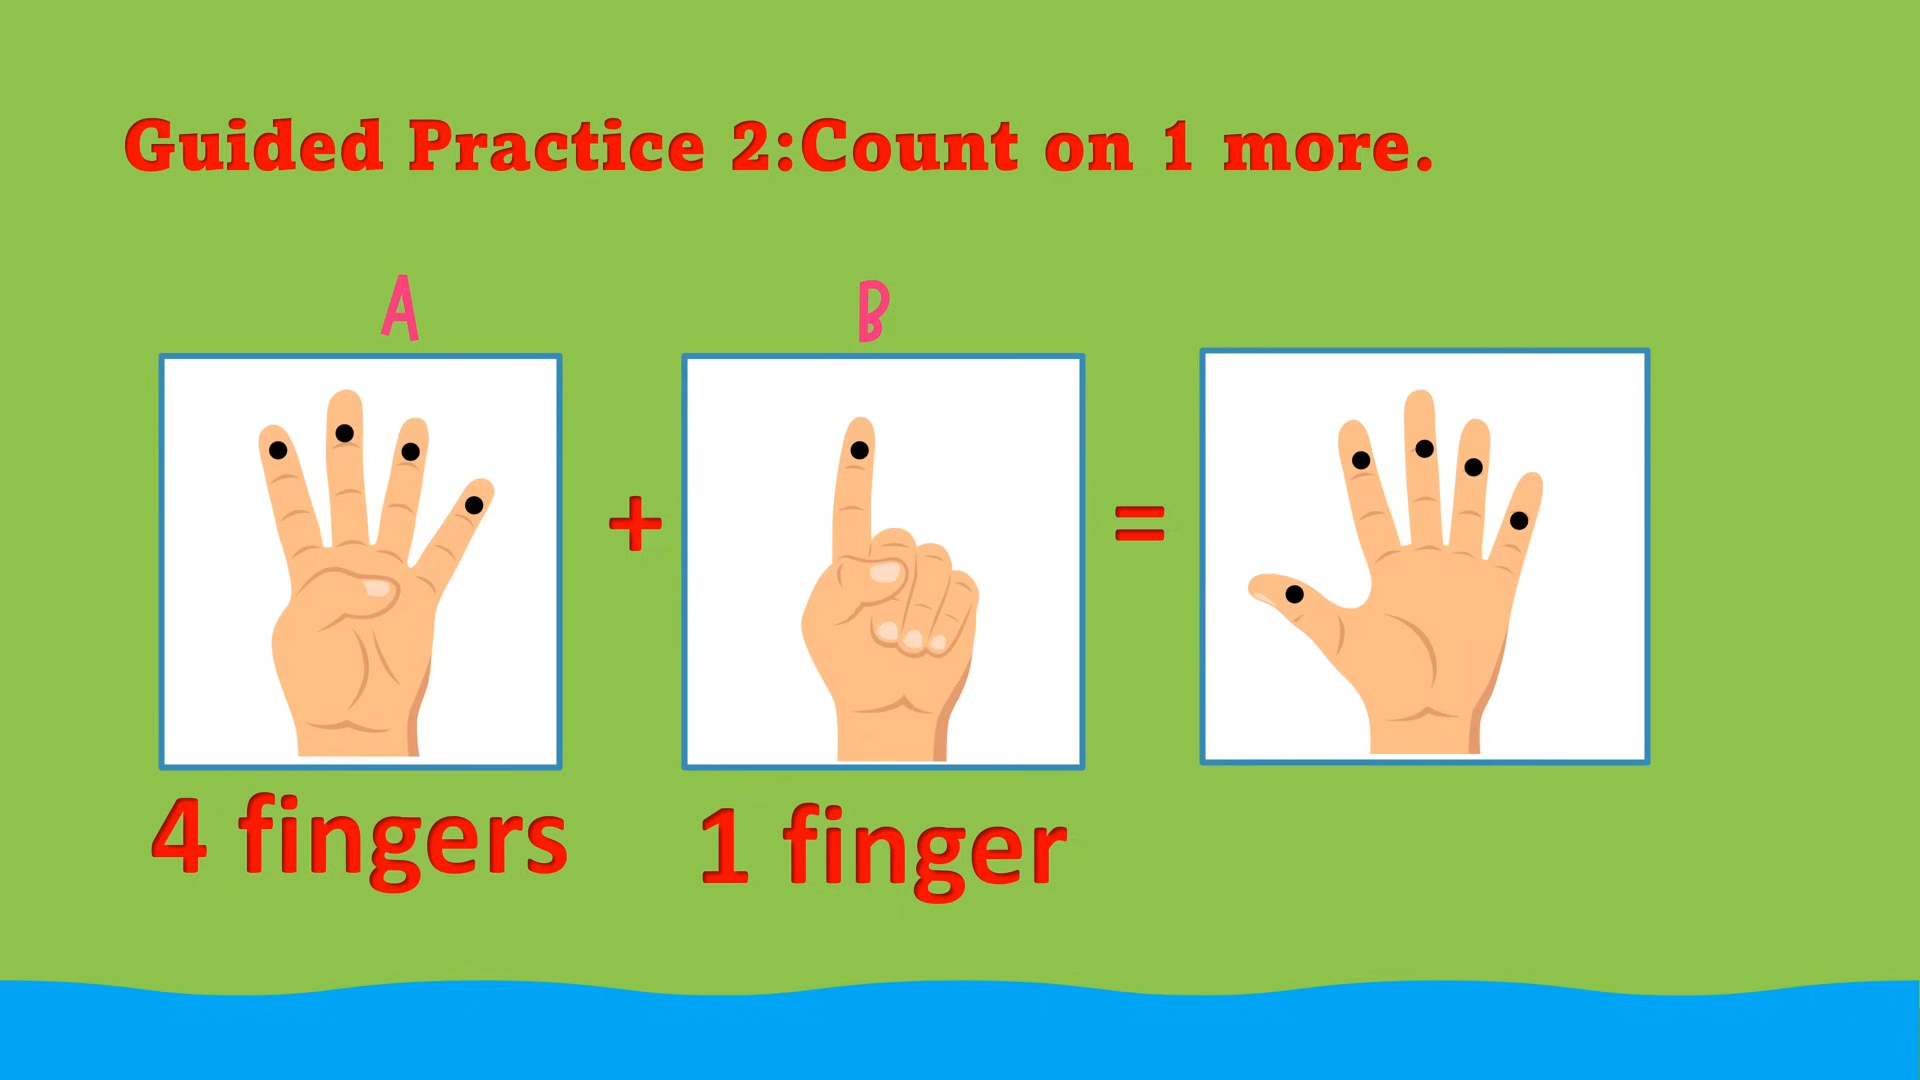 Guided Practice 2:Count on 1 more.
A
B
+
=
4 fingers
1 finger